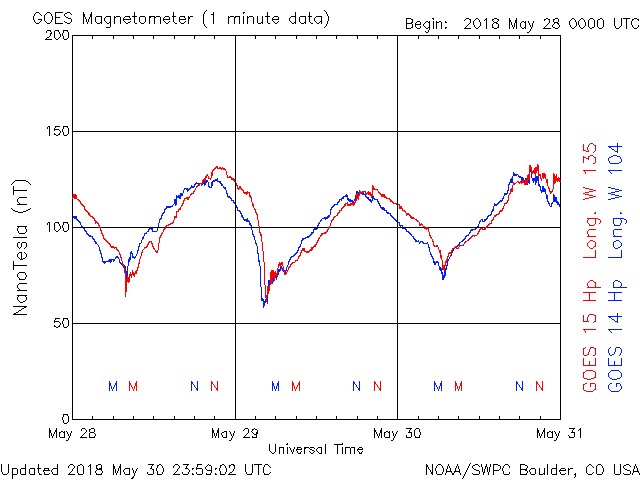 GOES Magnetometer (1 minute data)
Begin: 2018 May 28 0000 UTC
200
150
100
50
0
NanoTesla (nT)
M M N N M M N N M M N N
May 28 May 29 May 30 May 31
Universal Time
GOES 15 Hp Long. W 135
GOES 14 Hp Long. W 104
Updated 2018 May 30 23:59:02 UTC
NOAA/SWPC Boulder, CO USA